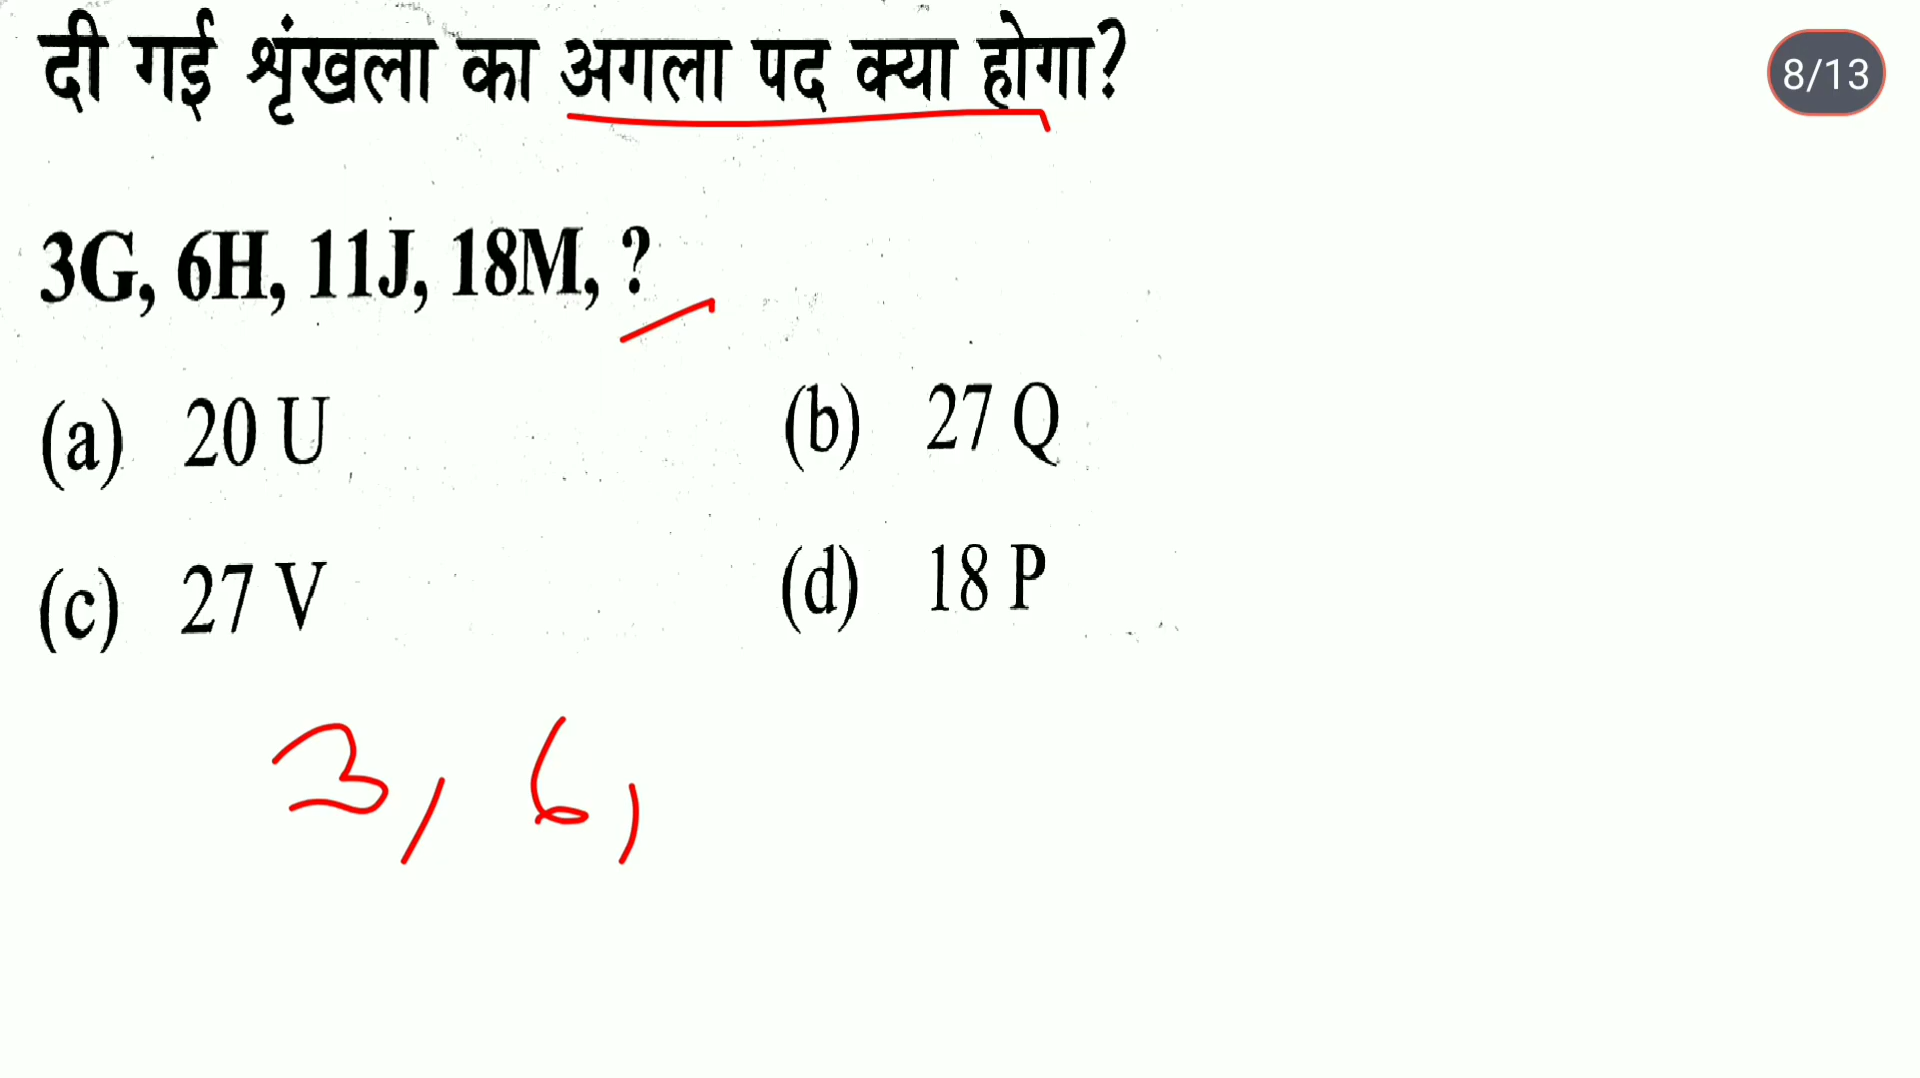 दी गई शृंखला का अगला पद क्या होगा?
8/13
3G, 6H, 11J, 18M, ?
(a) 20 U
(b) 27 Q
(c) 27 V
(d) 18 P
3, 6,